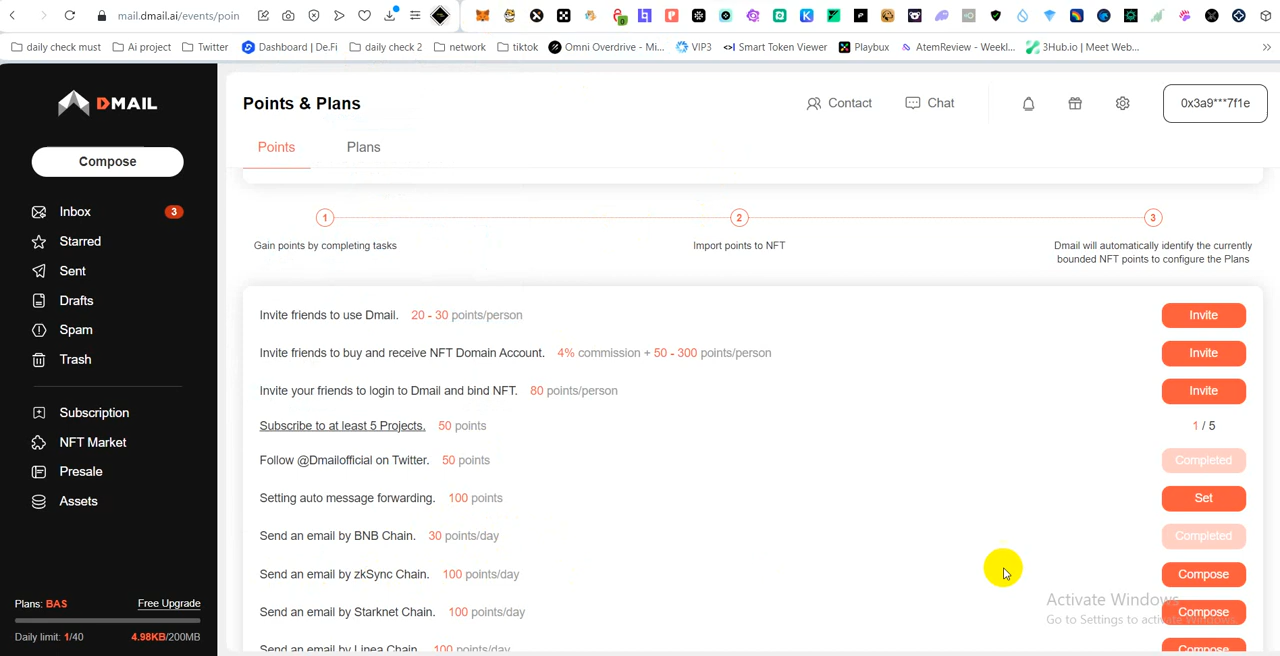 mail.dmail.ai/events/poin
daily check must
Ai project
Twitter
Dashboard | De.Fi
daily check 2
network
tiktok
Omni Overdrive - Mi...
VIP3
Smart Token Viewer
Playbux
AtemReview - Weekl...
3Hub.io | Meet Web...
DMAIL
Points & Plans
Contact
Chat
0x3a9***7f1e
Points
Plans
Compose
Inbox 3
Starred
Sent
Drafts
Spam
Trash
Subscription
NFT Market
Presale
Assets
Plans: BAS Free Upgrade
Daily limit: 1/40 4.98KB/200MB
1
2
3
Gain points by completing tasks
Import points to NFT
Dmail will automatically identify the currently
bounded NFT points to configure the Plans
Invite friends to use Dmail. 20 - 30 points/person Invite
Invite friends to buy and receive NFT Domain Account. 4% commission + 50 - 300 points/person Invite
Invite your friends to login to Dmail and bind NFT. 80 points/person Invite
Subscribe to at least 5 Projects. 50 points 1 / 5
Follow @Dmailofficial on Twitter. 50 points Completed
Setting auto message forwarding. 100 points Set
Send an email by BNB Chain. 30 points/day Completed
Send an email by zkSync Chain. 100 points/day Compose
Send an email by Starknet Chain. 100 points/day Compose
Send an email by Linea Chain. 100 points/day Compose
Activate Windows
Go to Settings to activate Windows.